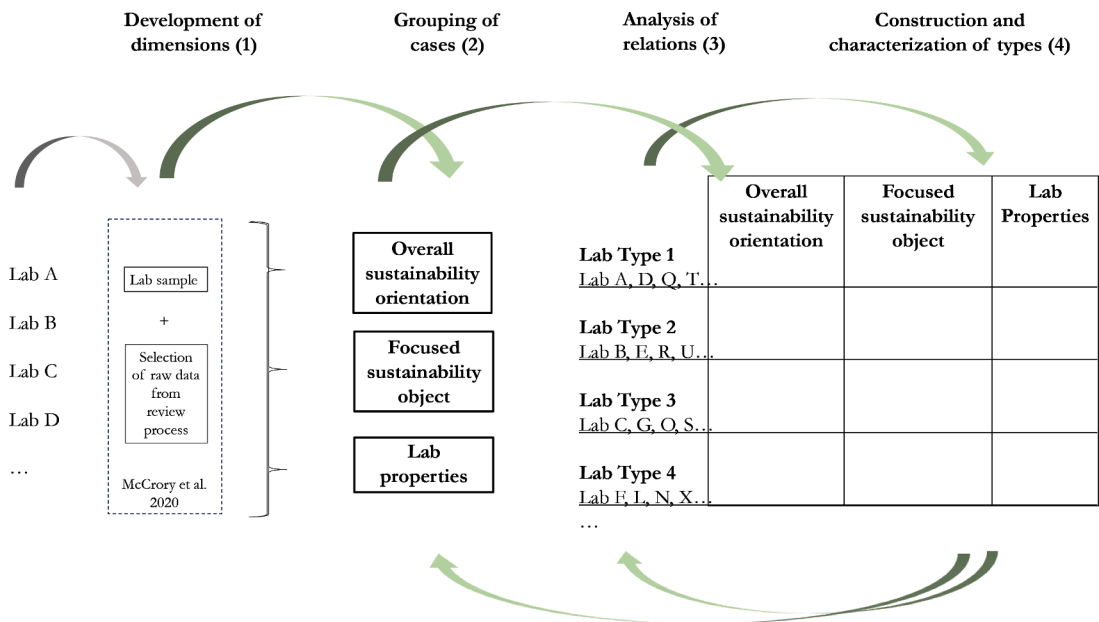 Development of
dimensions (1)
Grouping of
cases (2)
Analysis of
relations (3)
Construction and
characterization of types (4)
Lab A
Lab B
Lab C
Lab D
…
Lab sample
+
Selection
of raw data
from
review
process
McCrory et al.
2020
Overall
sustainability
orientation
Focused
sustainability
object
Lab
properties
Lab Type 1
Lab A, D, Q, T…
Lab Type 2
Lab B, E, R, U…
Lab Type 3
Lab C, G, O, S…
Lab Type 4
Lab F, L, N, X…
…
Overall
sustainability
orientation
Focused
sustainability
object
Lab
Properties